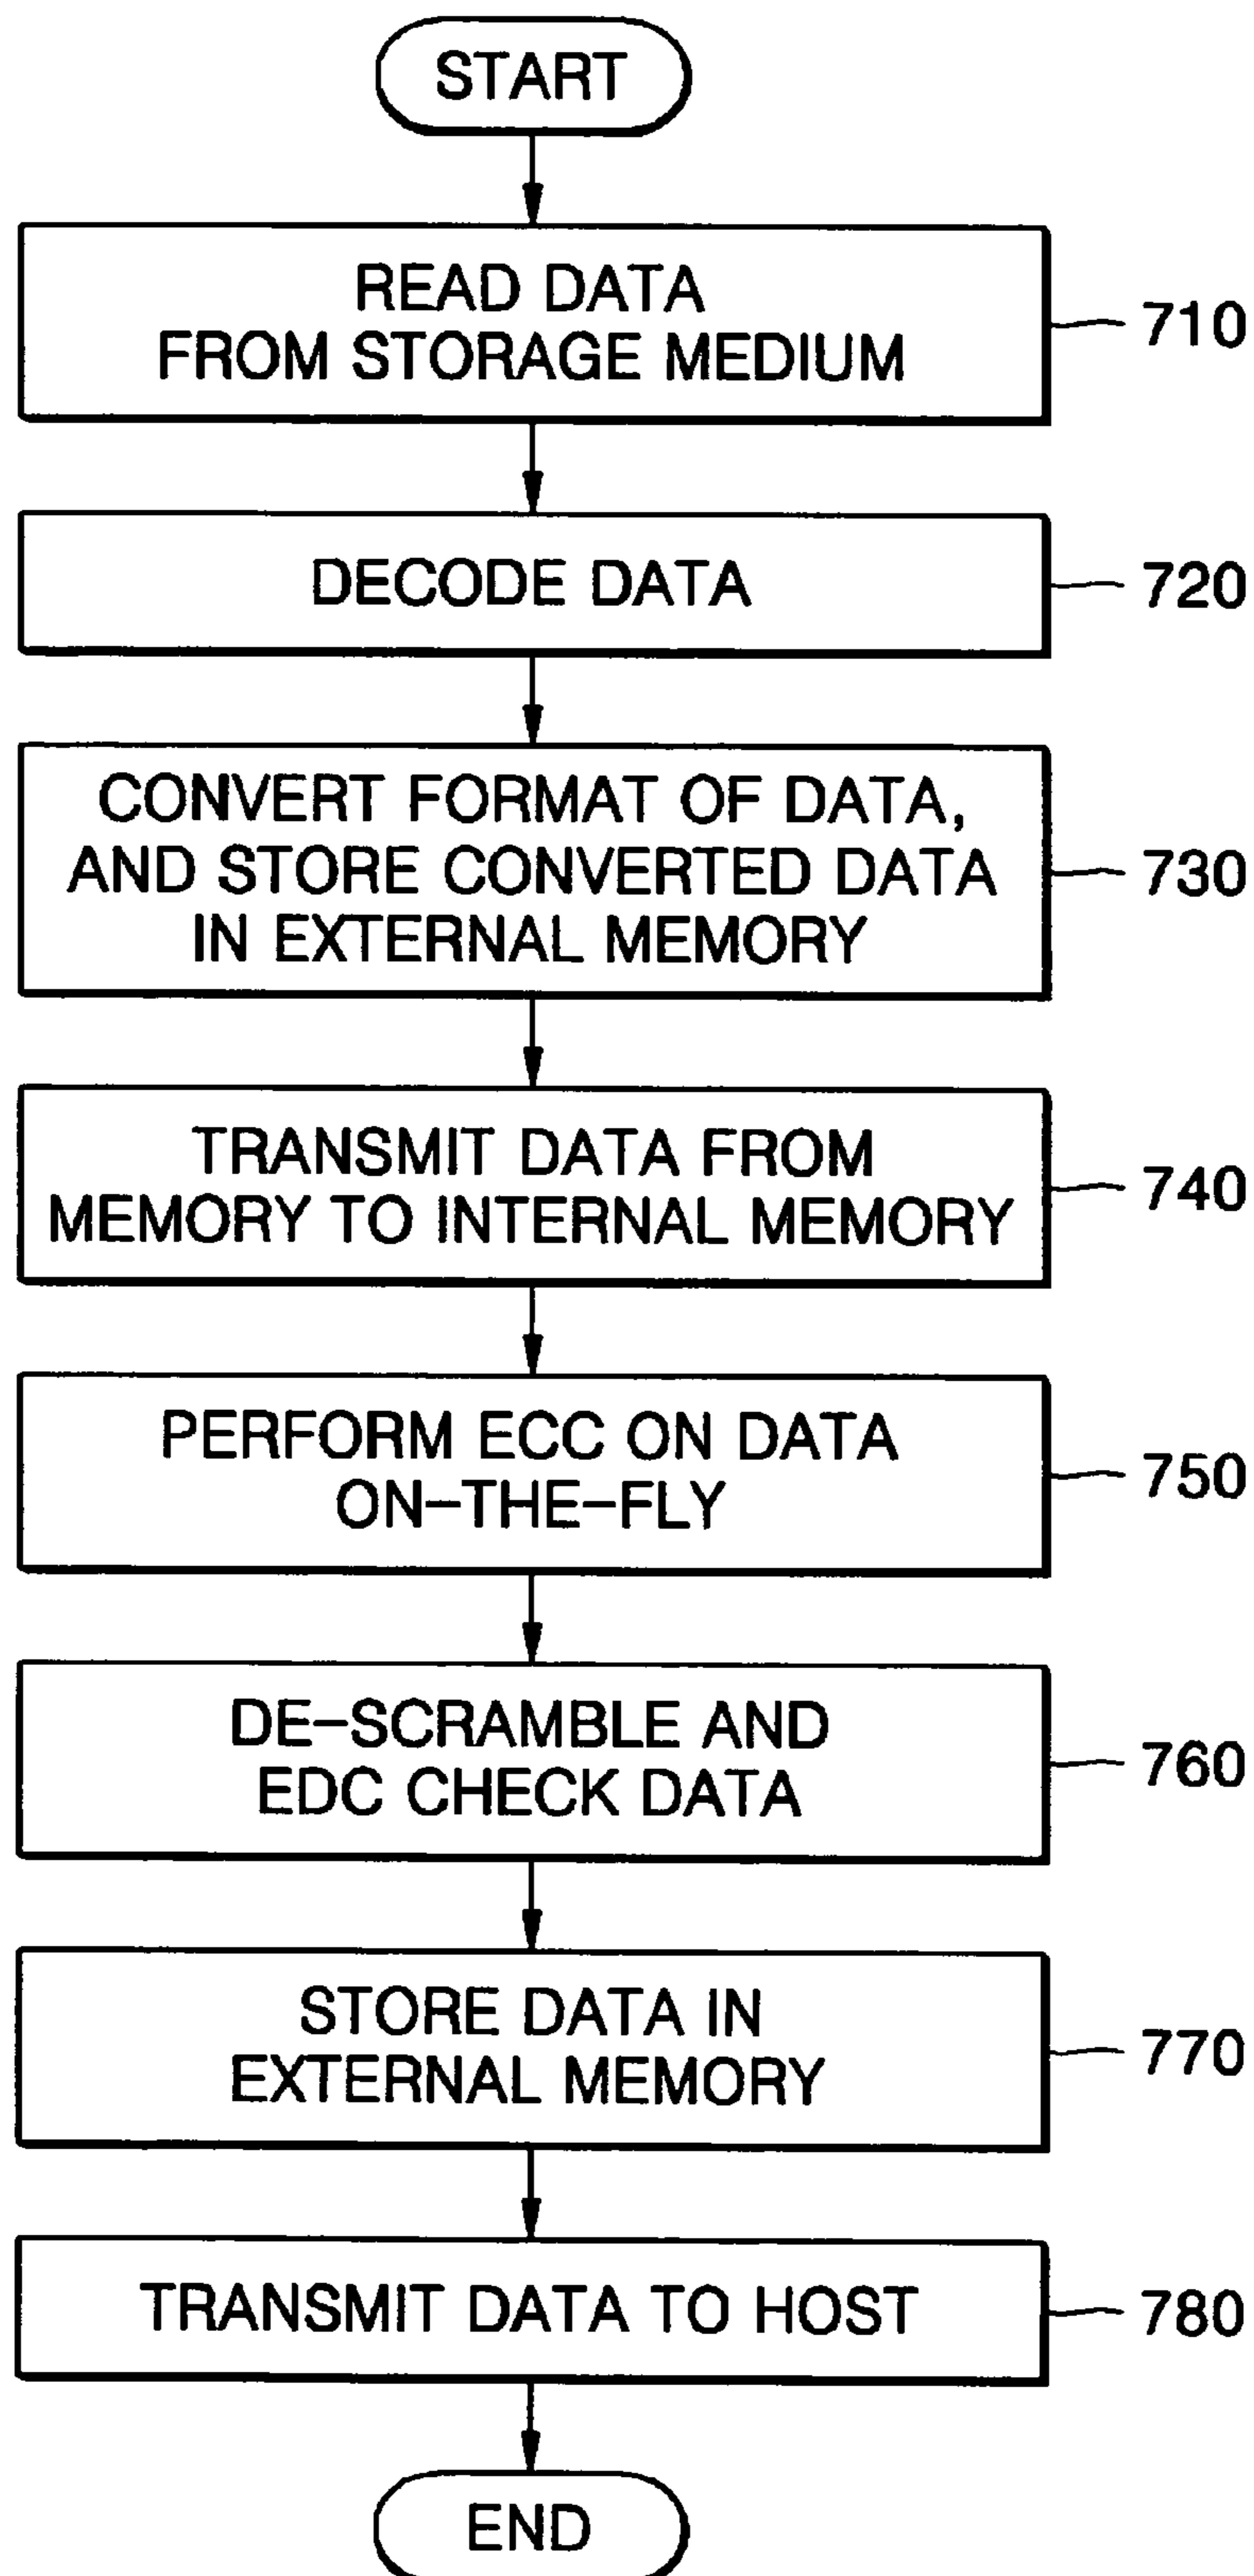 START
READ DATA
FROM STORAGE MEDIUM
710
DECODE DATA
720
CONVERT FORMAT OF DATA,
AND STORE CONVERTED DATA
IN EXTERNAL MEMORY
730
TRANSMIT DATA FROM
MEMORY TO INTERNAL MEMORY
740
PERFORM ECC ON DATA
ON-THE-FLY
750
DE-SCRAMBLE AND
EDC CHECK DATA
760
STORE DATA IN
EXTERNAL MEMORY
770
TRANSMIT DATA TO HOST
780
END